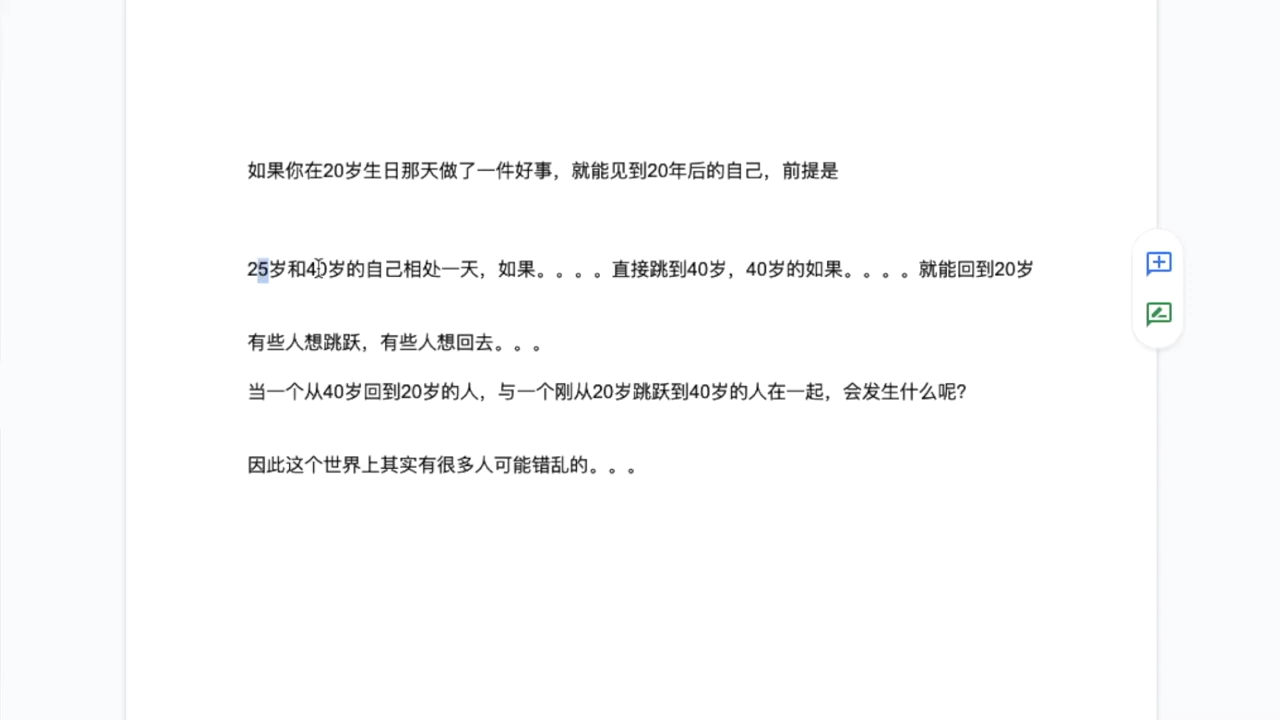 如果你在20岁生日那天做了一件好事，就能见到20年后的自己，前提是
25岁和40岁的自己相处一天，如果。。。。直接跳到40岁，40岁的如果。。。。就能回到20岁
有些人想跳跃，有些人想回去。。。
当一个从40岁回到20岁的人，与一个刚从20岁跳跃到40岁的人在一起，会发生什么呢?
因此这个世界上其实有很多人可能错乱的。。。